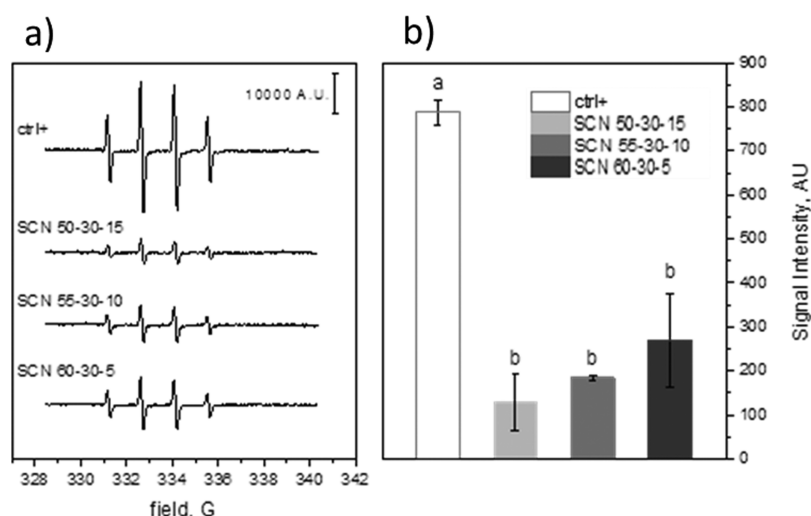 a)
10000 A.U.
ctrl+
SCN 50-30-15
SCN 55-30-10
SCN 60-30-5
328 330 332 334 336 338 340 342
field, G
b)
a
b
b
b
ctrl+
SCN 50-30-15
SCN 55-30-10
SCN 60-30-5
900
800
700
600
500
400
300
200
100
0
Signal Intensity, AU